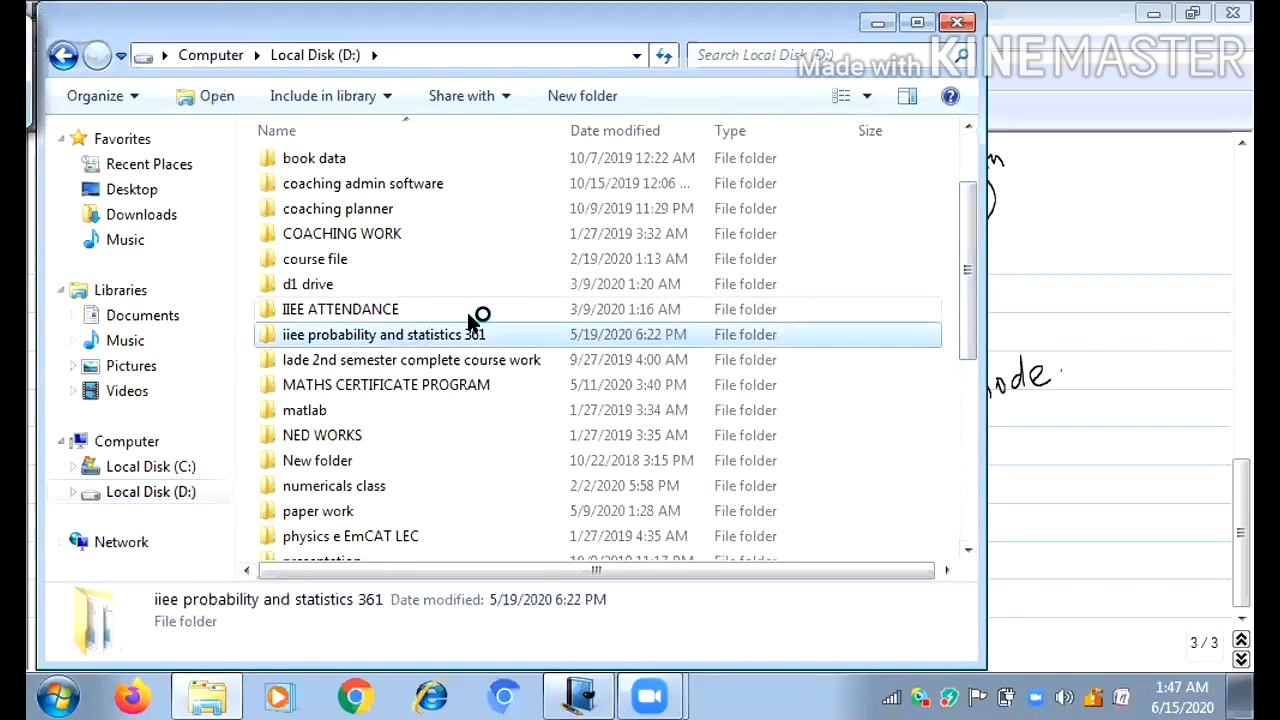 Made with KINEMASTER
Computer Local Disk (D:)
Search Local Disk (D:)
Organize Open Include in library Share with New folder
Name Date modified Type Size
Favorites
Recent Places
Desktop
Downloads
Music
Libraries
Documents
Music
Pictures
Videos
Computer
Local Disk (C:)
Local Disk (D:)
Network
book data 10/7/2019 12:22 AM File folder
coaching admin software 10/15/2019 12:06 ... File folder
coaching planner 10/9/2019 11:29 PM File folder
COACHING WORK 1/27/2019 3:32 AM File folder
course file 2/19/2020 1:13 AM File folder
d1 drive 3/9/2020 1:20 AM File folder
IIEE ATTENDANCE 3/9/2020 1:16 AM File folder
iiee probability and statistics 361 5/19/2020 6:22 PM File folder
lade 2nd semester complete course work 9/27/2019 4:00 AM File folder
MATHS CERTIFICATE PROGRAM 5/11/2020 3:40 PM File folder
matlab 1/27/2019 3:34 AM File folder
NED WORKS 1/27/2019 3:35 AM File folder
New folder 10/22/2018 3:15 PM File folder
numericals class 2/2/2020 5:58 PM File folder
paper work 5/9/2020 1:28 AM File folder
physics e EmCAT LEC 1/27/2019 4:35 AM File folder
presentation 10/9/2019 11:17 PM File folder
iiee probability and statistics 361 Date modified: 5/19/2020 6:22 PM
File folder
node.
3 / 3
1:47 AM
6/15/2020